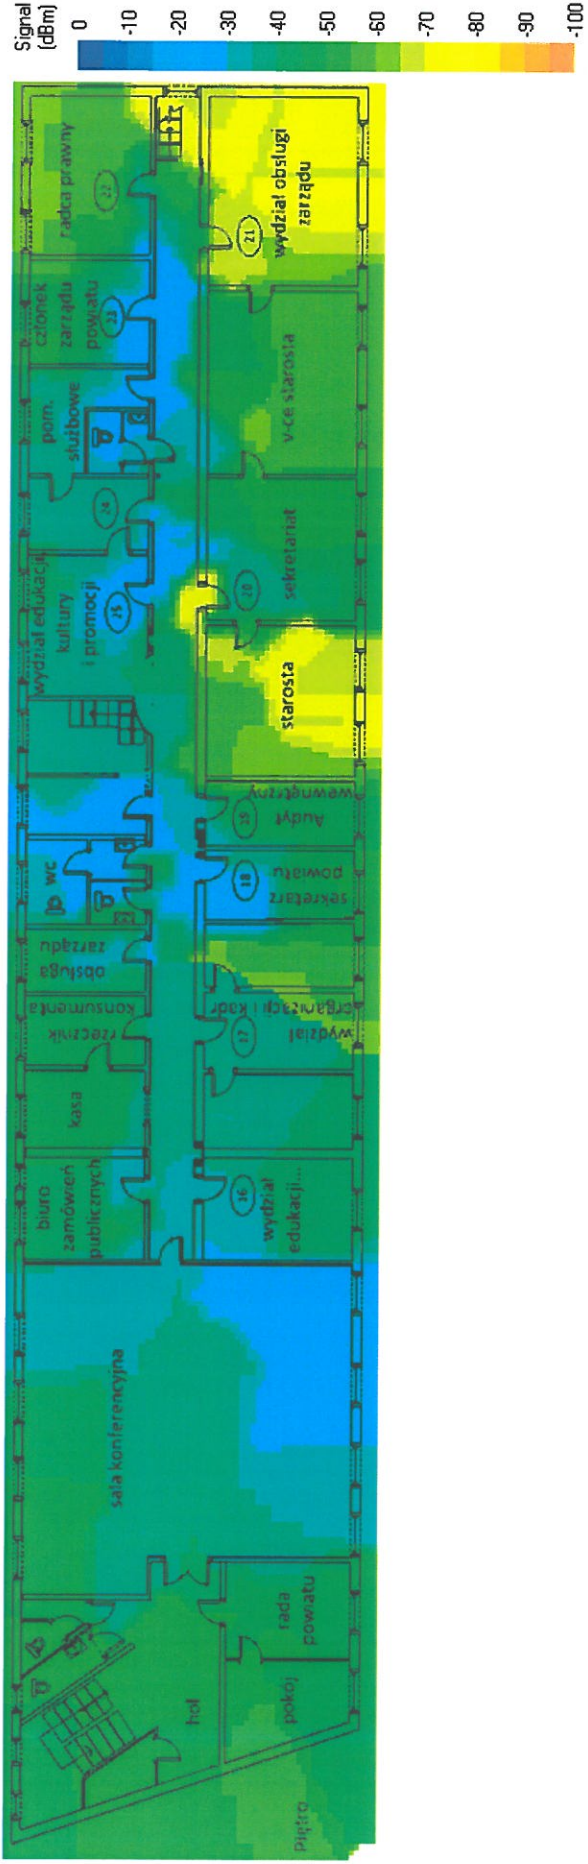 Signal
[dBm]
0
-10
-20
-30
-40
-50
-60
-70
-80
-90
-100
radca prawny
22
członek
zarządu
powiatu
23
pom.
służbowe
24
wydział edukacji,
kultury
i promocji
25
wc
obsługa
zarządu
rzecznik
konsumenta
kasa
biuro
zamówień
publicznych
sala konferencyjna
wydział obsługi
zarządu
21
v-ce starosta
sekretariat
20
starosta
Audyt
wewnętrzny
19
sekretarz
powiatu
18
wydział
organizacji i kadr
17
16
wydział
edukacji...
rada
powiatu
pokój
hol
Piętro